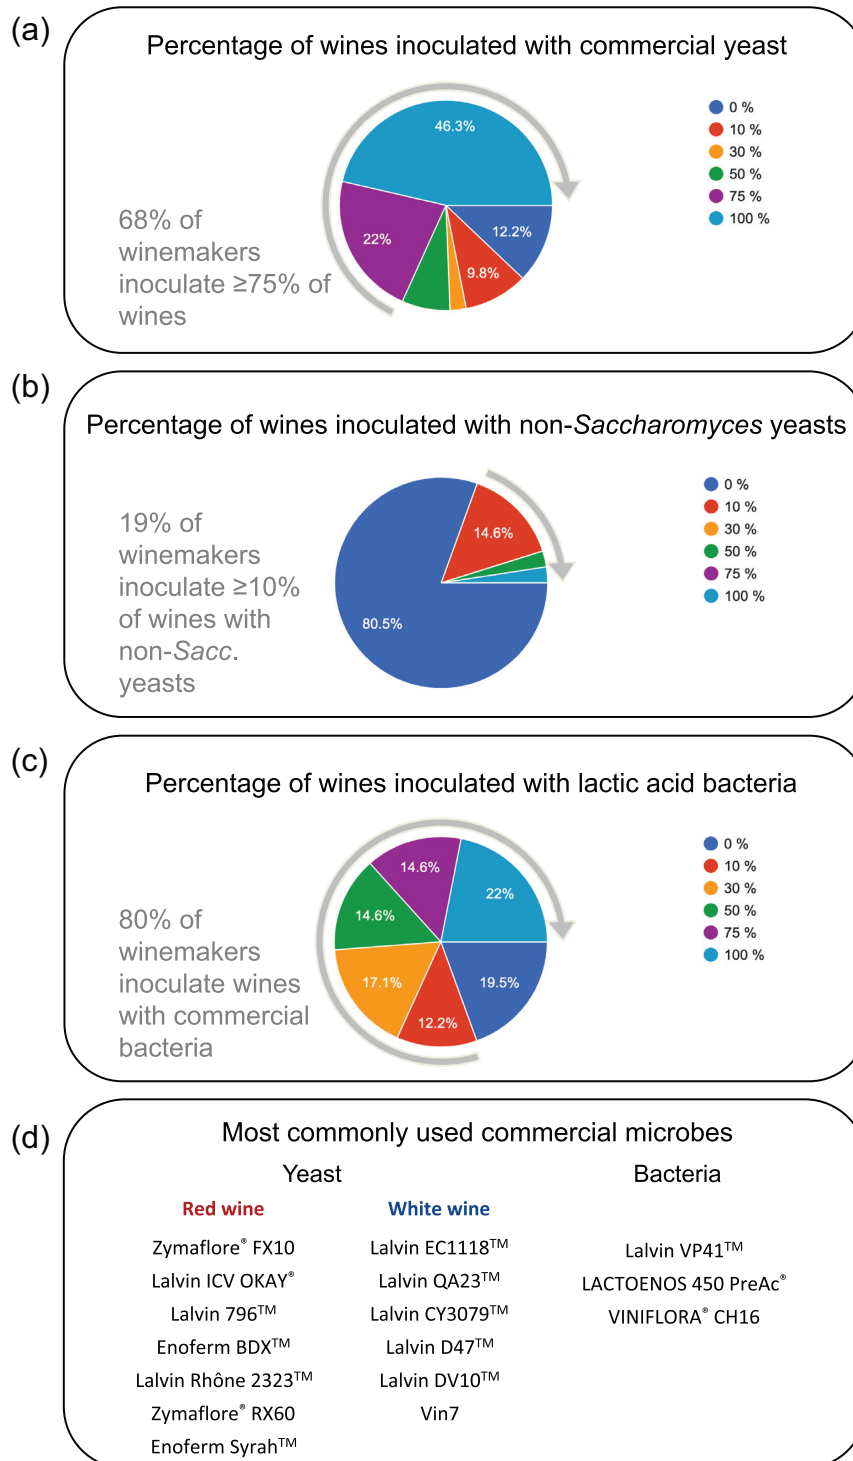 (a)
Percentage of wines inoculated with commercial yeast
68% of
winemakers
inoculate ≥75% of
wines
46.3%
22%
12.2%
9.8%
0 %
10 %
30 %
50 %
75 %
100 %
(b)
Percentage of wines inoculated with non-Saccharomyces yeasts
19% of
winemakers
inoculate ≥10%
of wines with
non-Sacc.
yeasts
14.6%
80.5%
0 %
10 %
30 %
50 %
75 %
100 %
(c)
Percentage of wines inoculated with lactic acid bacteria
80% of
winemakers
inoculate wines
with commercial
bacteria
14.6%
22%
14.6%
17.1%
19.5%
12.2%
0 %
10 %
30 %
50 %
75 %
100 %
(d)
Most commonly used commercial microbes
Yeast
Red wine
Zymaflore® FX10
Lalvin ICV OKAY®
Lalvin 796™
Enoferm BDX™
Lalvin Rhône 2323™
Zymaflore® RX60
Enoferm Syrah™
White wine
Lalvin EC1118™
Lalvin QA23™
Lalvin CY3079™
Lalvin D47™
Lalvin DV10™
Vin7
Bacteria
Lalvin VP41™
LACTOENOS 450 PreAc®
VINIFLORA® CH16